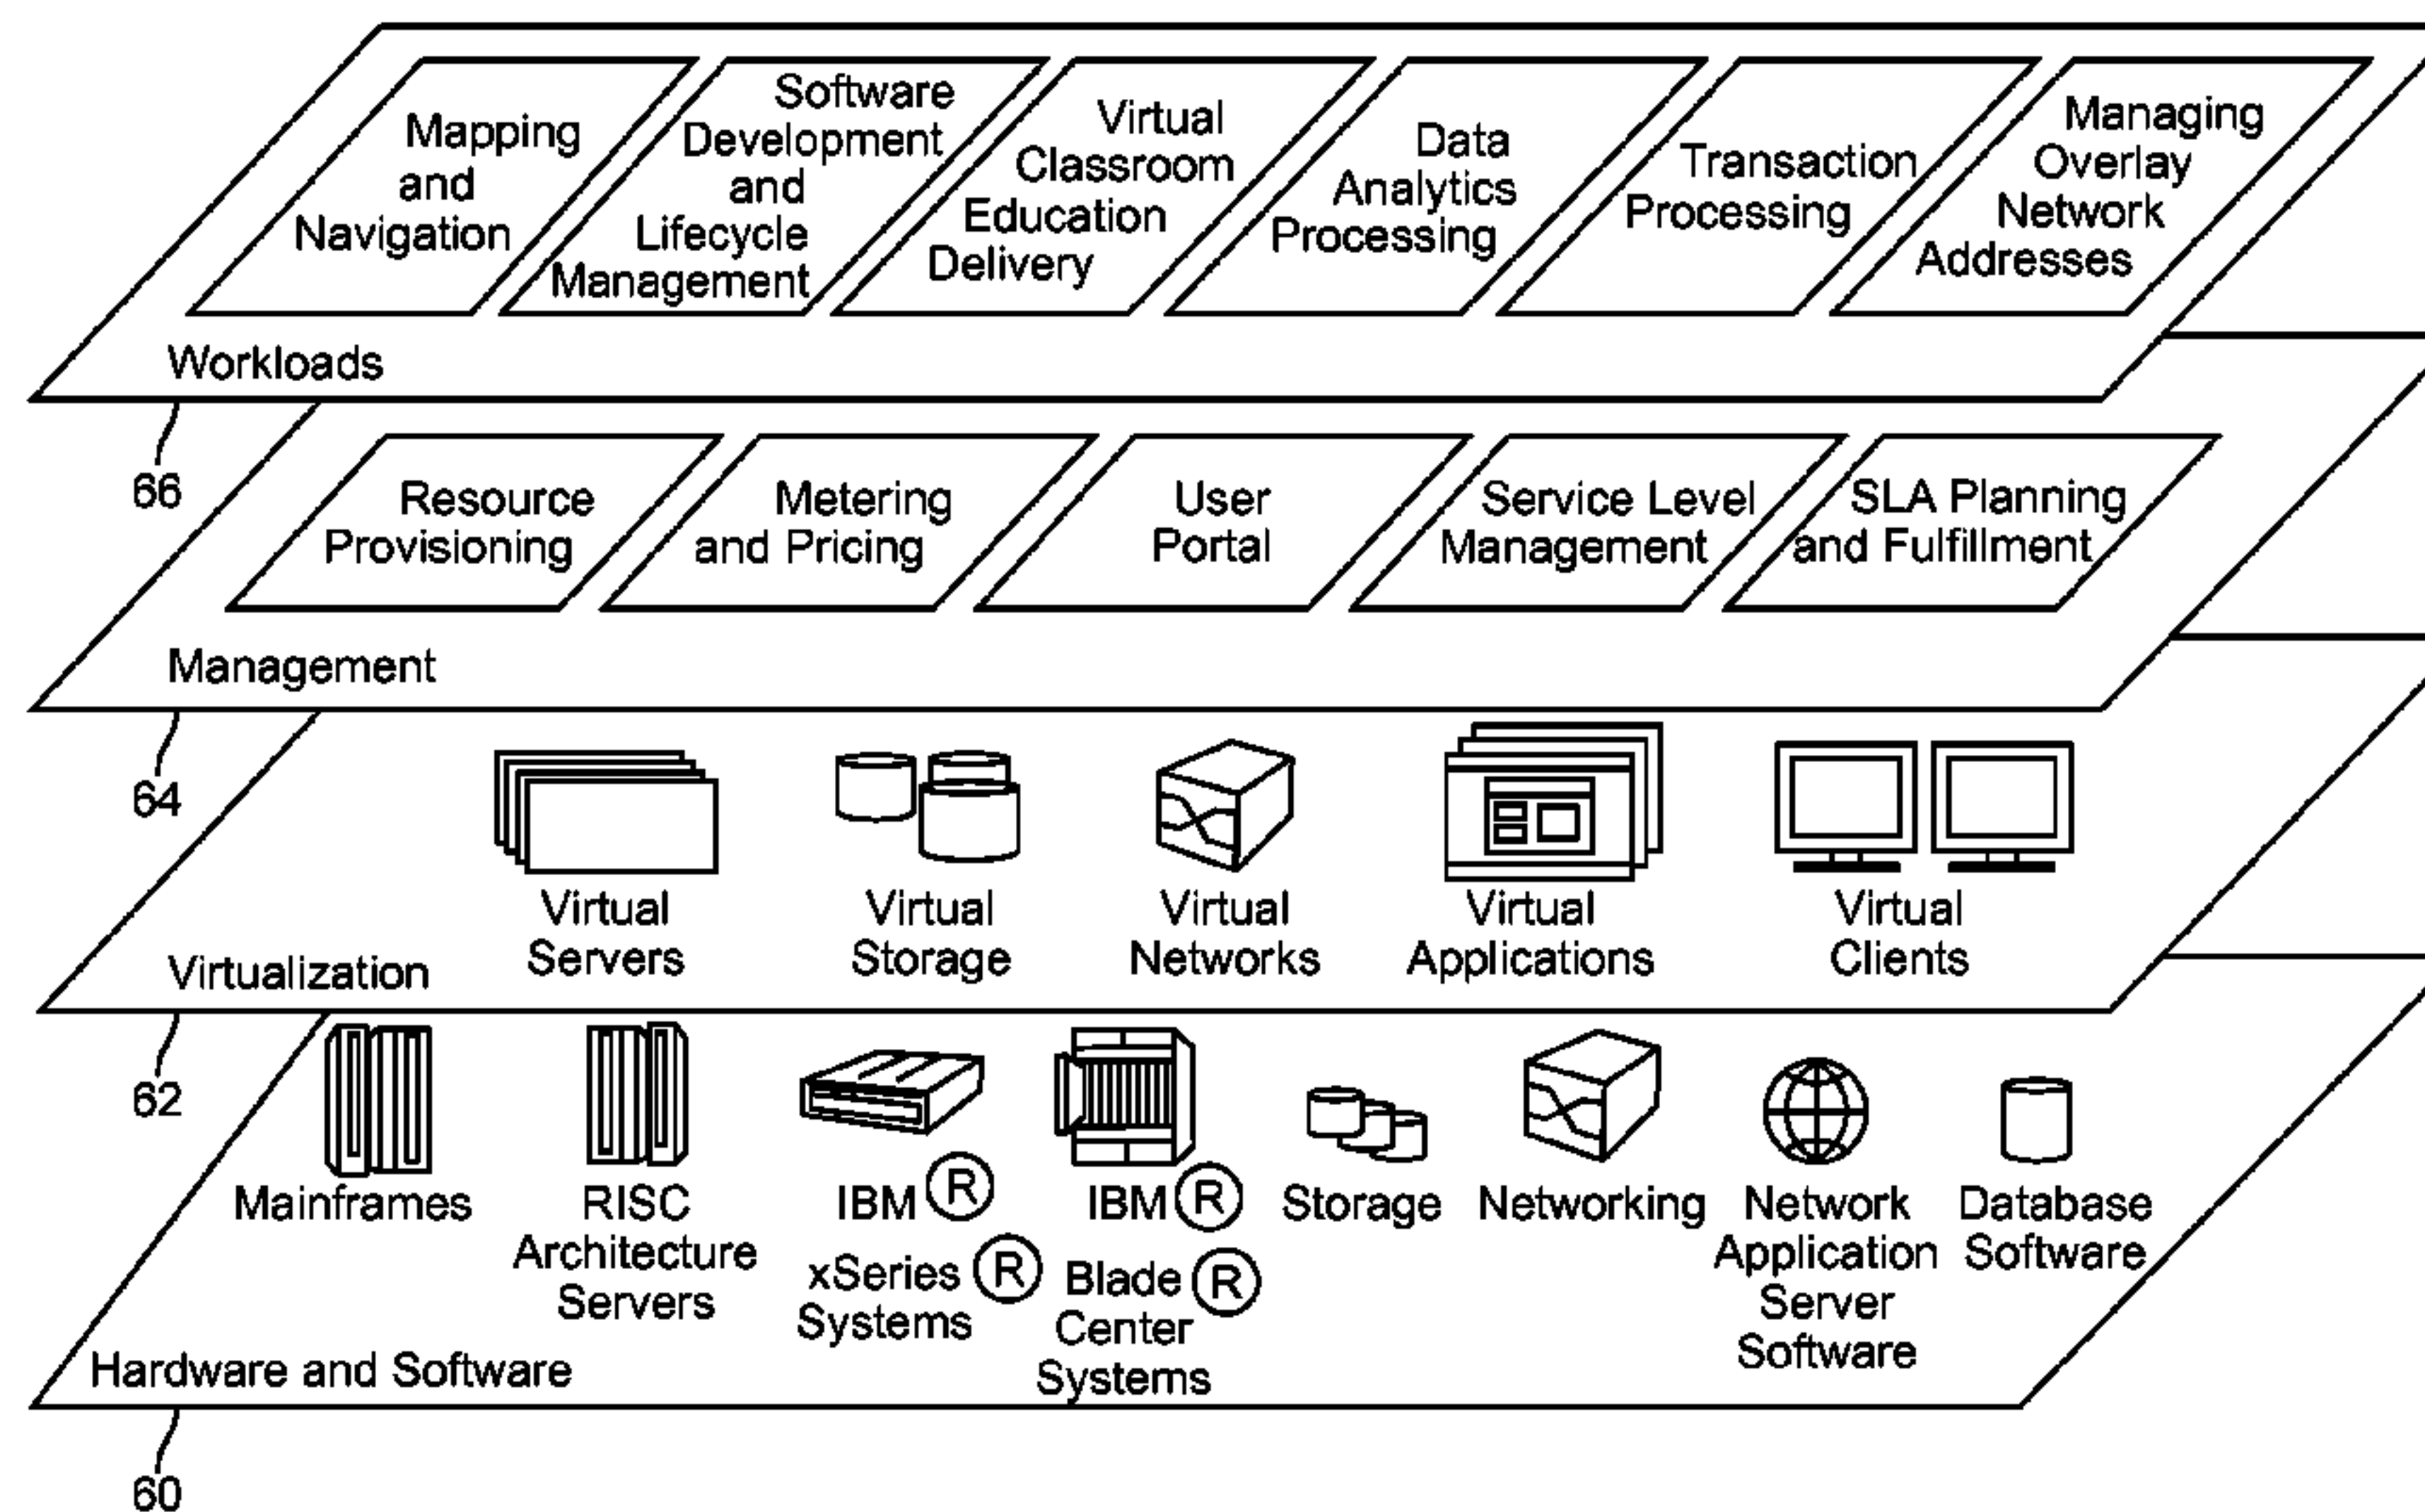 Mapping
and
Navigation
Software
Development
and
Lifecycle
Management
Virtual
Classroom
Education
Delivery
Data
Analytics
Processing
Transaction
Processing
Managing
Overlay
Network
Addresses
Workloads
66
Resource
Provisioning
Metering
and Pricing
User
Portal
Service Level
Management
SLA Planning
and Fulfillment
Management
64
Virtual
Servers
Virtual
Storage
Virtual
Networks
Virtual
Applications
Virtual
Clients
Virtualization
62
Mainframes
RISC
Architecture
Servers
IBM ®
xSeries ®
Systems
IBM ®
Blade ®
Center
Systems
Storage
Networking
Network
Application
Server
Software
Database
Software
Hardware and Software
60